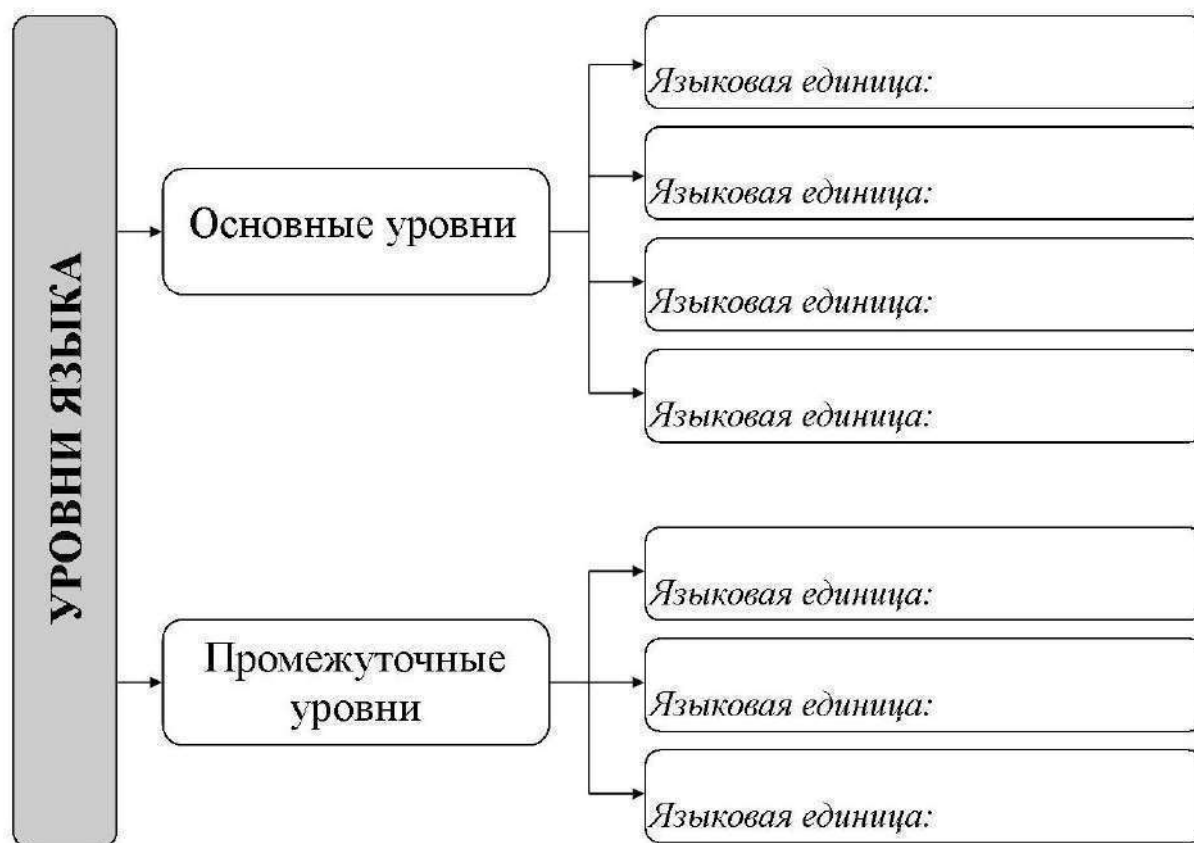 УРОВНИ ЯЗЫКА
Основные уровни
Языковая единица:
Языковая единица:
Языковая единица:
Языковая единица:
Промежуточные
уровни
Языковая единица:
Языковая единица:
Языковая единица: